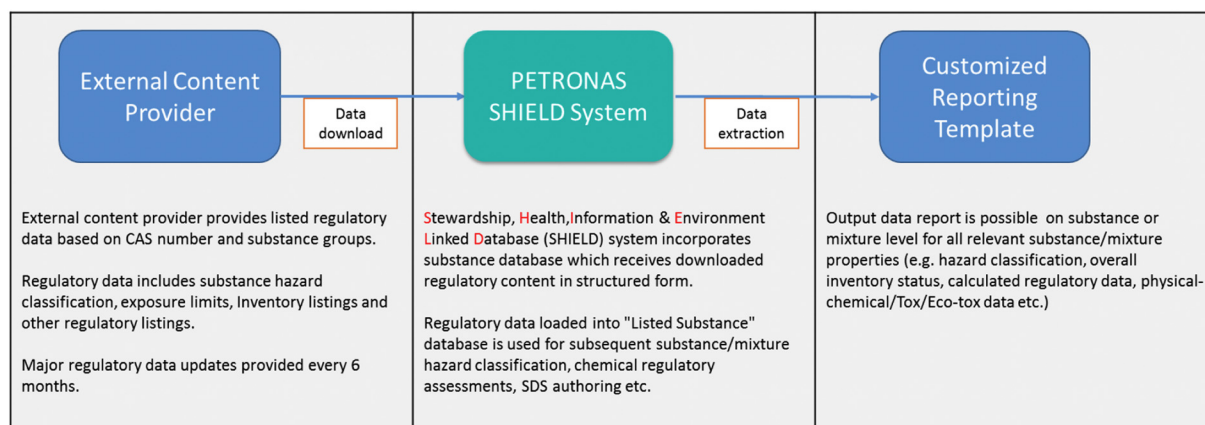 External Content
Provider
Data
download
PETRONAS
SHIELD System
Data
extraction
Customized
Reporting
Template
External content provider provides listed regulatory
data based on CAS number and substance groups.
Regulatory data includes substance hazard
classification, exposure limits, Inventory listings and
other regulatory listings.
Major regulatory data updates provided every 6
months.
Stewardship, Health,Information & Environment
Linked Database (SHIELD) system incorporates
substance database which receives downloaded
regulatory content in structured form.
Regulatory data loaded into "Listed Substance"
database is used for subsequent substance/mixture
hazard classification, chemical regulatory
assessments, SDS authoring etc.
Output data report is possible on substance or
mixture level for all relevant substance/mixture
properties (e.g. hazard classification, overall
inventory status, calculated regulatory data, physical-
chemical/Tox/Eco-tox data etc.)